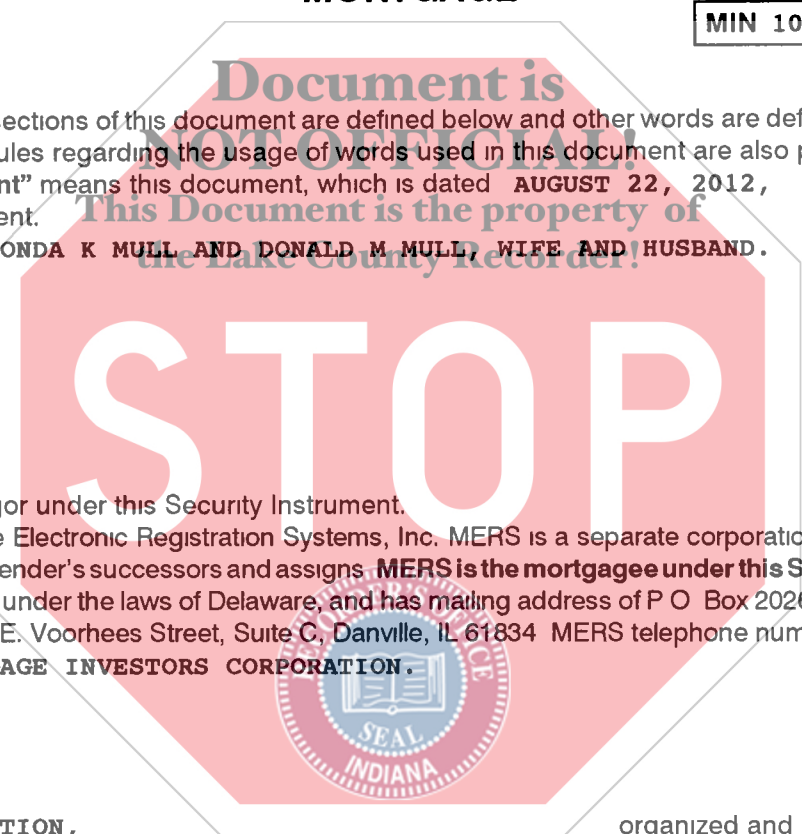 MORTGAGE
MIN 10
Document is
sections of this document are defined below and other words are def
NOT OFFICIAL!
ules regarding the usage of words used in this document are also p
nt” means this document, which is dated AUGUST 22, 2012,
This Document is the property of
ent.
ONDA K MULL AND DONALD M MULL, WIFE AND HUSBAND.
the Lake County Recorder!
STOP
gor under this Security Instrument.
e Electronic Registration Systems, Inc. MERS is a separate corporatio
ender's successors and assigns MERS is the mortgagee under this S
under the laws of Delaware, and has mailing address of P O Box 2026
E. Voorhees Street, Suite C, Danville, IL 61834 MERS telephone num
AGE INVESTORS CORPORATION.
RECORDER'S OFFICE
SEAL
INDIANA
TION,
organized and